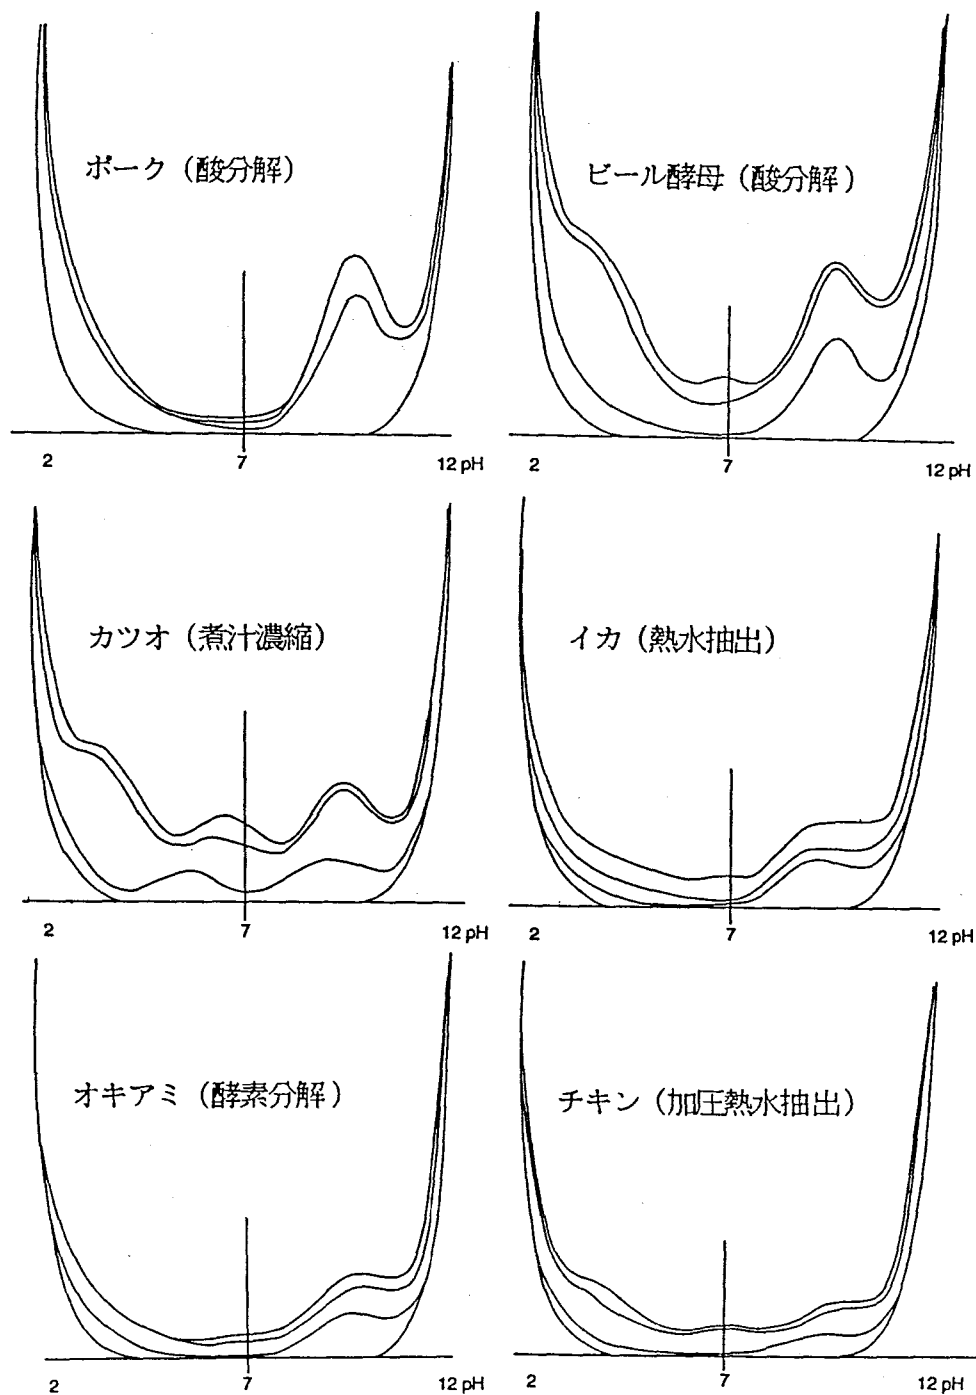 ポーク（酸分解）
2 7 12 pH
ビール酵母（酸分解）
2 7 12 pH
カツオ（煮汁濃縮）
2 7 12 pH
イカ（熱水抽出）
2 7 12 pH
オキアミ（酵素分解）
2 7 12 pH
チキン（加圧熱水抽出）
2 7 12 pH